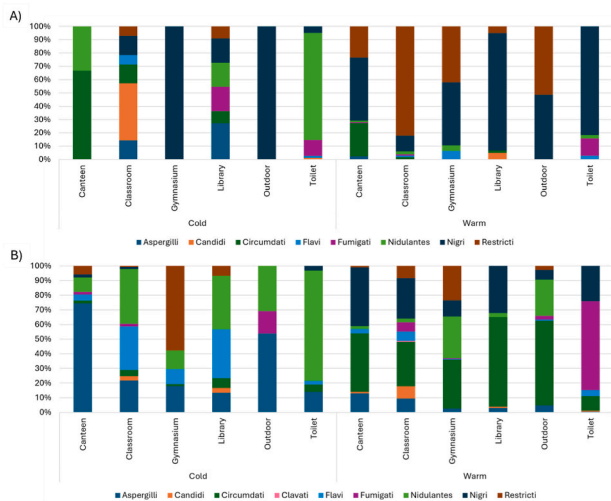 A)
100%
90%
80%
70%
60%
50%
40%
30%
20%
10%
0%
Canteen Classroom Gymnasium Library Outdoor Toilet Canteen Classroom Gymnasium Library Outdoor Toilet
Cold Warm
Aspergilli Candidi Circumdati Flavi Fumigati Nidulantes Nigri Restricti
B)
100%
90%
80%
70%
60%
50%
40%
30%
20%
10%
0%
Canteen Classroom Gymnasium Library Outdoor Toilet Canteen Classroom Gymnasium Library Outdoor Toilet
Cold Warm
Aspergilli Candidi Circumdati Clavati Flavi Fumigati Nidulantes Nigri Restricti